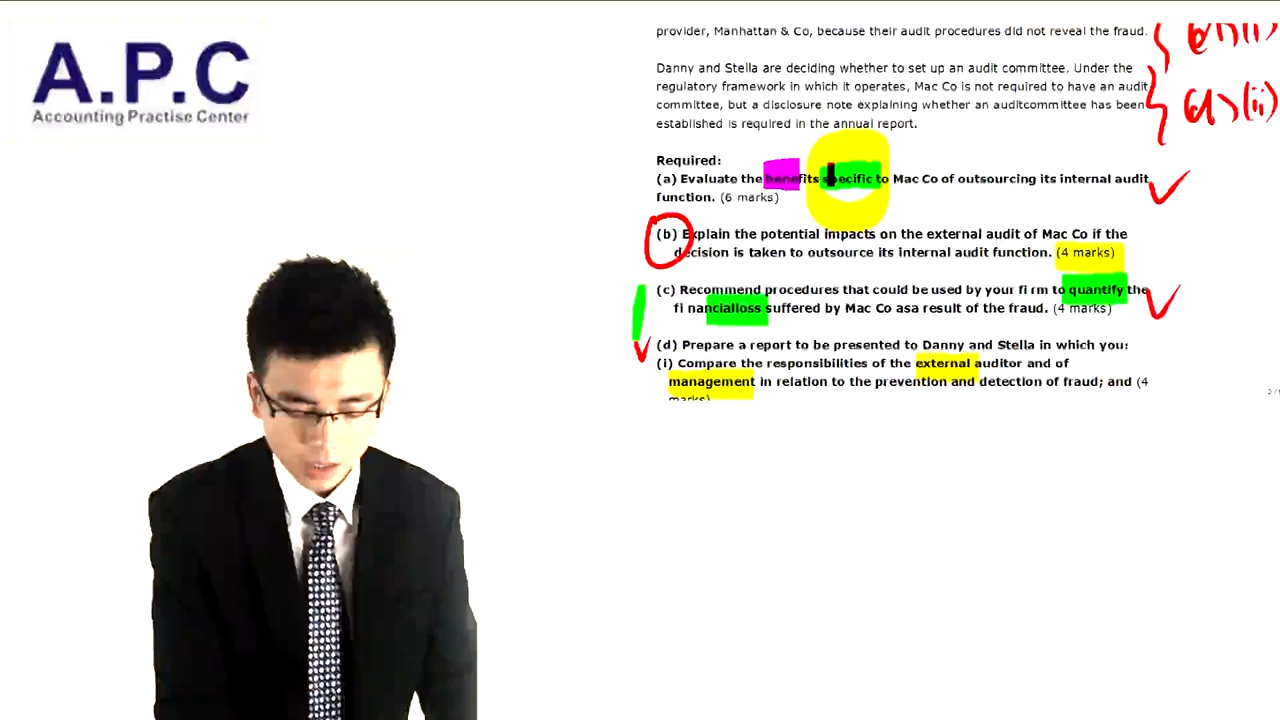 A.P.C
Accounting Practise Center
provider, Manhattan & Co, because their audit procedures did not reveal the fraud.
Danny and Stella are deciding whether to set up an audit committee. Under the
regulatory framework in which it operates, Mac Co is not required to have an audit
committee, but a disclosure note explaining whether an auditcommittee has been
established is required in the annual report.
(ii)
Required:
(a) Evaluate the benefits specific to Mac Co of outsourcing its internal audit
function. (6 marks)
(b) Explain the potential impacts on the external audit of Mac Co if the
decision is taken to outsource its internal audit function. (4 marks)
(c) Recommend procedures that could be used by your fi rm to quantify the
fi nancialloss suffered by Mac Co asa result of the fraud. (4 marks)
(d) Prepare a report to be presented to Danny and Stella in which you:
(i) Compare the responsibilities of the external auditor and of
management in relation to the prevention and detection of fraud; and (4
marks)